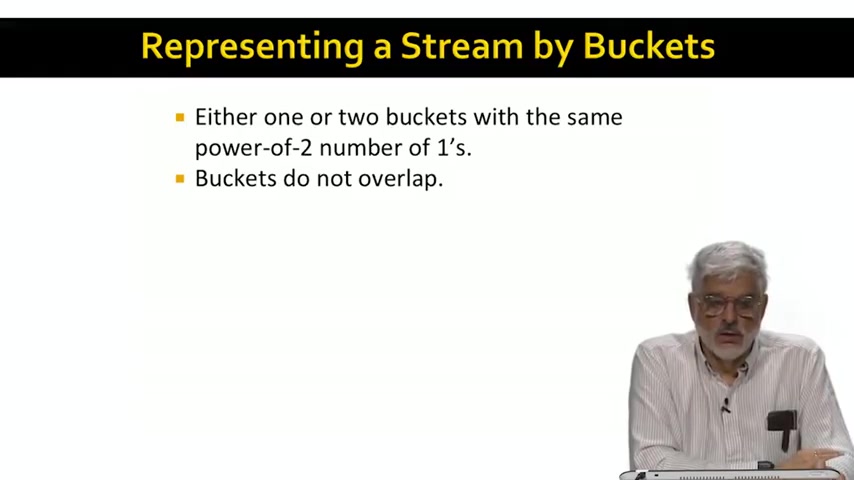 Representing a Stream by Buckets
Either one or two buckets with the same
power-of-2 number of 1's.
Buckets do not overlap.